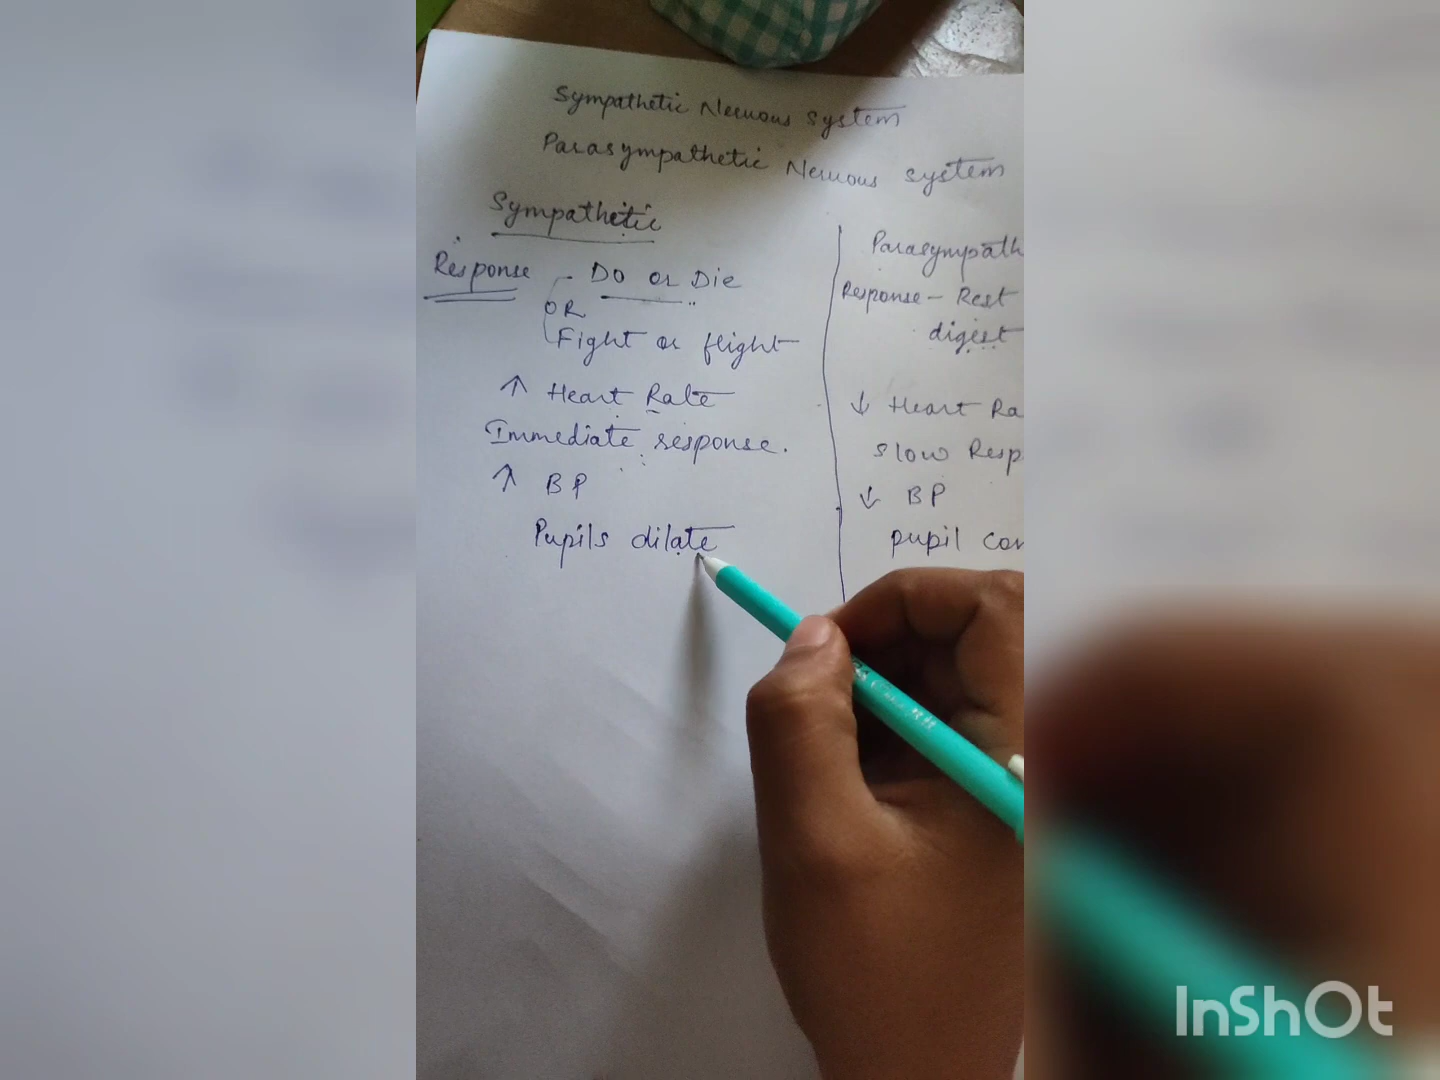 Sympathetic Nervous System
Parasympathetic Nervous system
Sympathetic
Response - Do or Die
OR
Fight or flight
↑ Heart Rate
Immediate response.
↑ BP
Pupils dilate
Parasympath
Response - Rest
digest
↓ Heart Ra
slow Resp
↓ BP
pupil con
InShOt